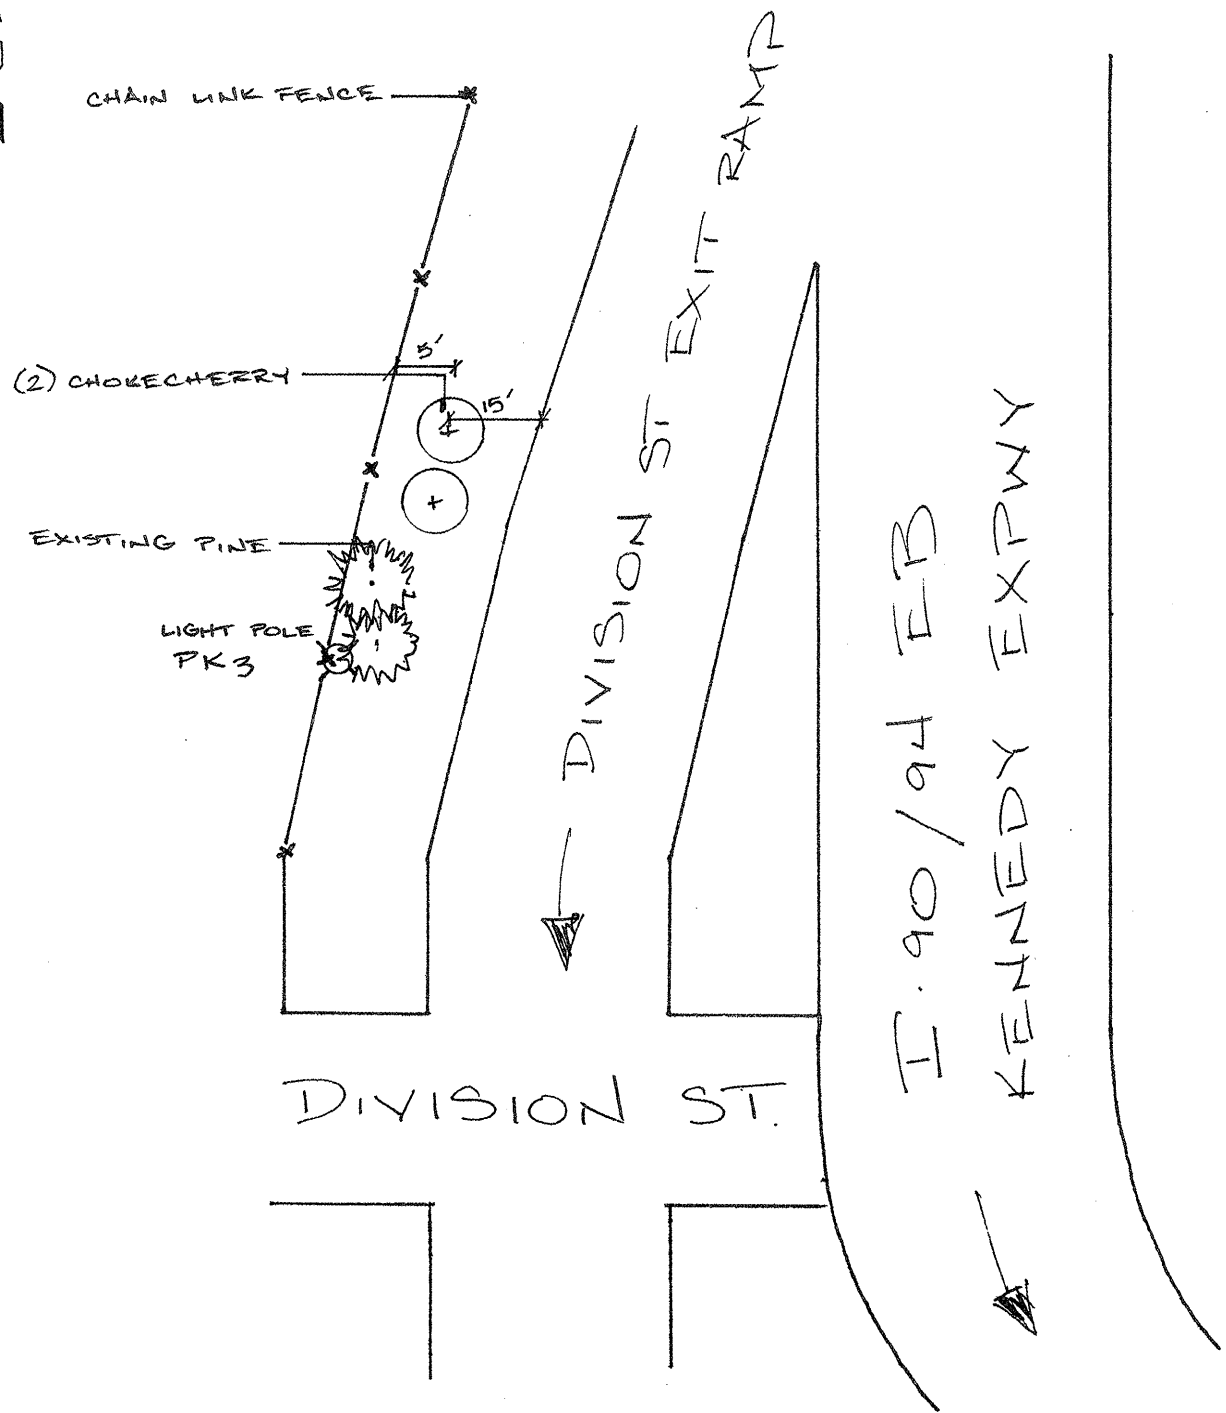 CHAIN LINK FENCE
5'
(2) CHOKECHERRY
15'
EXISTING PINE
LIGHT POLE
PK3
DIVISION ST EXIT RAMP
I-90/94 EB
KENNEDY EXPWY
DIVISION ST.